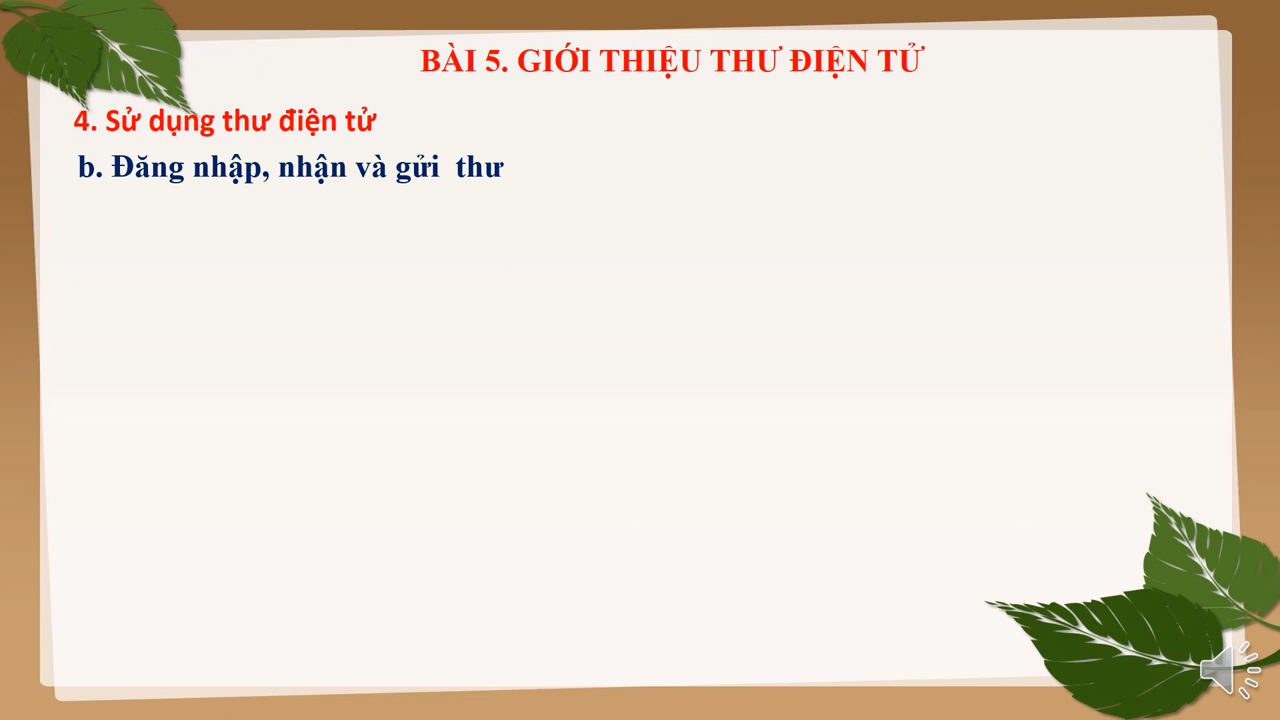 BÀI 5. GIỚI THIỆU THƯ ĐIỆN TỬ
4. Sử dụng thư điện tử
b. Đăng nhập, nhận và gửi thư